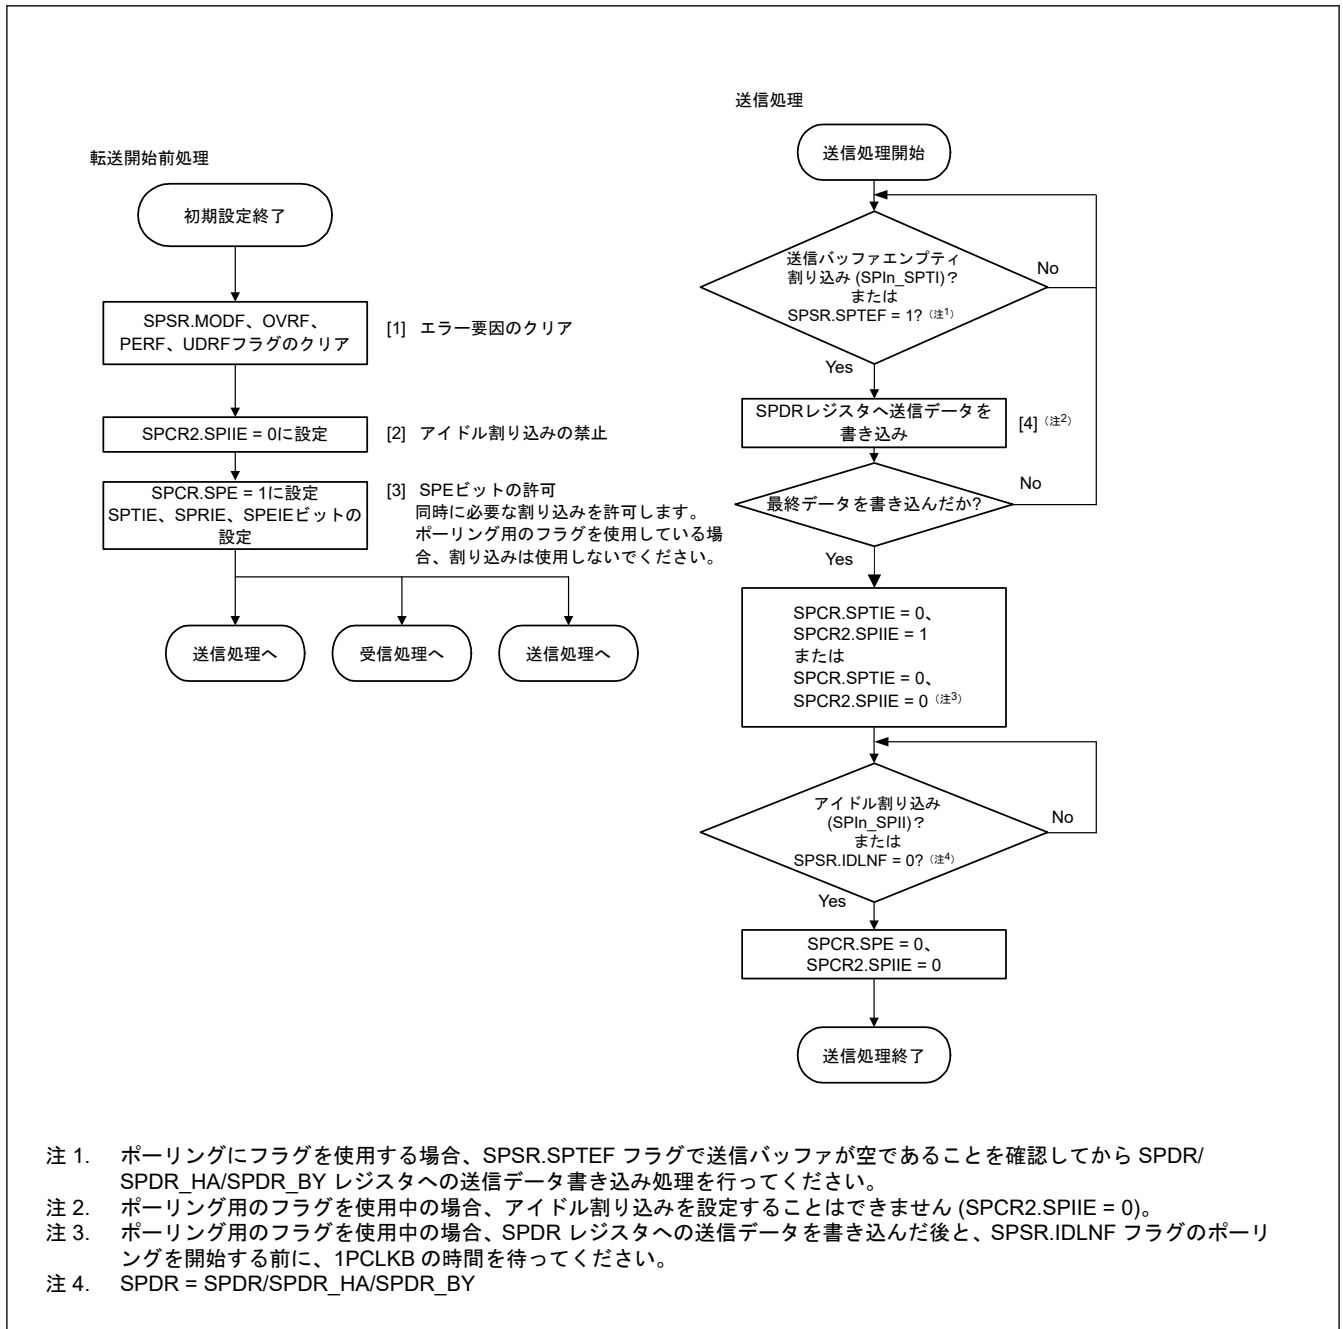 転送開始前処理
初期設定終了
SPSR.MODF、OVRF、
PERF、UDRFフラグのクリア
[1] エラー要因のクリア
SPCR2.SPIIE = 0に設定
[2] アイドル割り込みの禁止
SPCR.SPE = 1に設定
SPTIE、SPRIE、SPEIEビットの
設定
[3] SPEビットの許可
同時に必要な割り込みを許可します。
ポーリング用のフラグを使用している場
合、割り込みは使用しないでください。
送信処理へ
受信処理へ
送信処理へ
送信処理
送信処理開始
送信バッファエンプティ
割り込み (SPIn_SPTI)?
または
SPSR.SPTEF = 1? (注1)
No
Yes
SPDRレジスタへ送信データを
書き込み
[4] (注2)
最終データを書き込んだか?
No
Yes
SPCR.SPTIE = 0、
SPCR2.SPIIE = 1
または
SPCR.SPTIE = 0、
SPCR2.SPIIE = 0 (注3)
アイドル割り込み
(SPIn_SPII)?
または
SPSR.IDLNF = 0? (注4)
No
Yes
SPCR.SPE = 0、
SPCR2.SPIIE = 0
送信処理終了
注 1. ポーリングにフラグを使用する場合、SPSR.SPTEF フラグで送信バッファが空であることを確認してから SPDR/
SPDR_HA/SPDR_BY レジスタへの送信データ書き込み処理を行ってください。
注 2. ポーリング用のフラグを使用中の場合、アイドル割り込みを設定することはできません (SPCR2.SPIIE = 0)。
注 3. ポーリング用のフラグを使用中の場合、SPDR レジスタへの送信データを書き込んだ後と、SPSR.IDLNF フラグのポーリ
ングを開始する前に、1PCLKB の時間を待ってください。
注 4. SPDR = SPDR/SPDR_HA/SPDR_BY